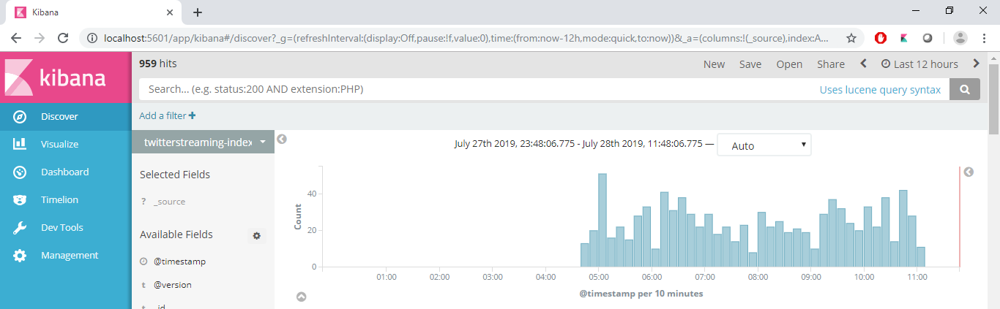 Kibana
localhost:5601/app/kibana#/discover?_g=(refreshInterval:(display:Off,pause:!f,value:0),time:(from:now-12h,mode:quick,to:now))&_a=(columns:!(_source),index:A...
kibana
959 hits
New Save Open Share Last 12 hours
Search... (e.g. status:200 AND extension:PHP)
Uses lucene query syntax
Add a filter +
Discover
Visualize
Dashboard
Timelion
Dev Tools
Management
twitterstreaming-index
Selected Fields
? _source
Available Fields
@timestamp
t @version
t _id
July 27th 2019, 23:48:06.775 - July 28th 2019, 11:48:06.775 —
Auto
Count
40
20
0
01:00 02:00 03:00 04:00 05:00 06:00 07:00 08:00 09:00 10:00 11:00
@timestamp per 10 minutes